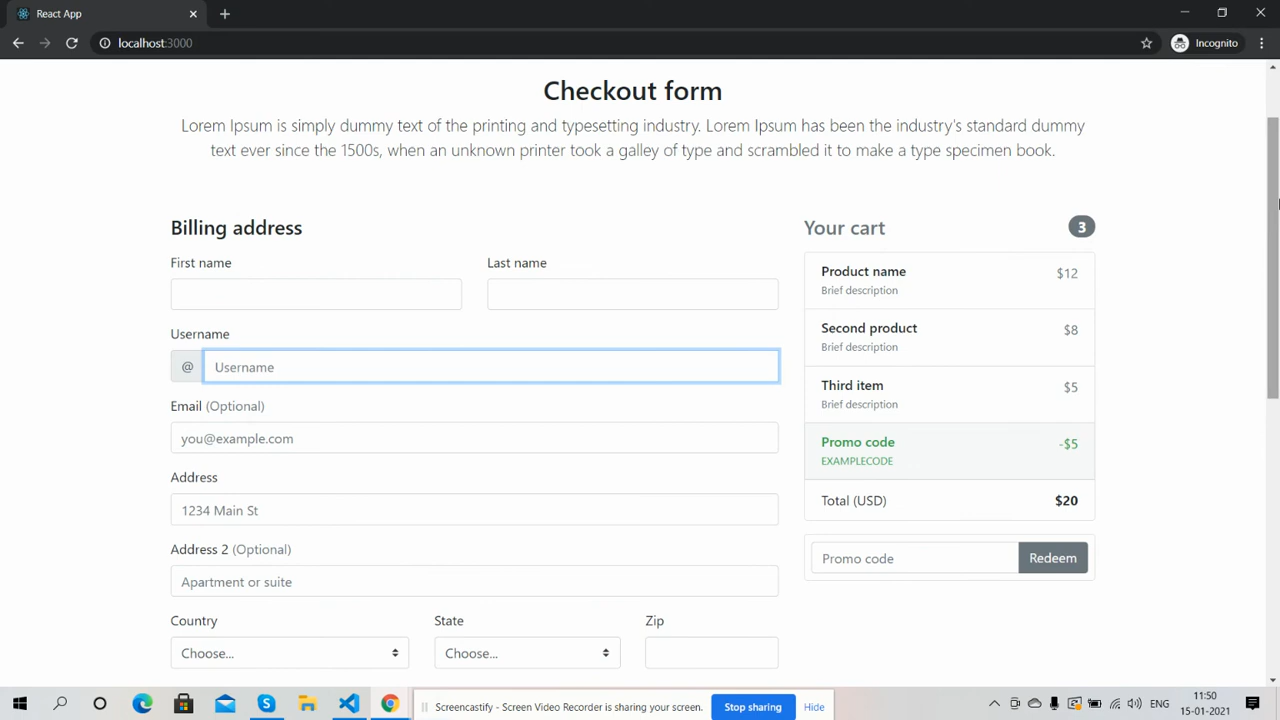 React App
localhost:3000
Incognito
Checkout form
Lorem Ipsum is simply dummy text of the printing and typesetting industry. Lorem Ipsum has been the industry's standard dummy
text ever since the 1500s, when an unknown printer took a galley of type and scrambled it to make a type specimen book.
Billing address
First name
Last name
Username
@
Username
Email (Optional)
you@example.com
Address
1234 Main St
Address 2 (Optional)
Apartment or suite
Country
State
Zip
Choose...
Choose...
Your cart
3
Product name
$12
Brief description
Second product
$8
Brief description
Third item
$5
Brief description
Promo code
-$5
EXAMPLECODE
Total (USD)
$20
Promo code
Redeem
Screencastify - Screen Video Recorder is sharing your screen.
Stop sharing
Hide
ENG
11:50
15-01-2021